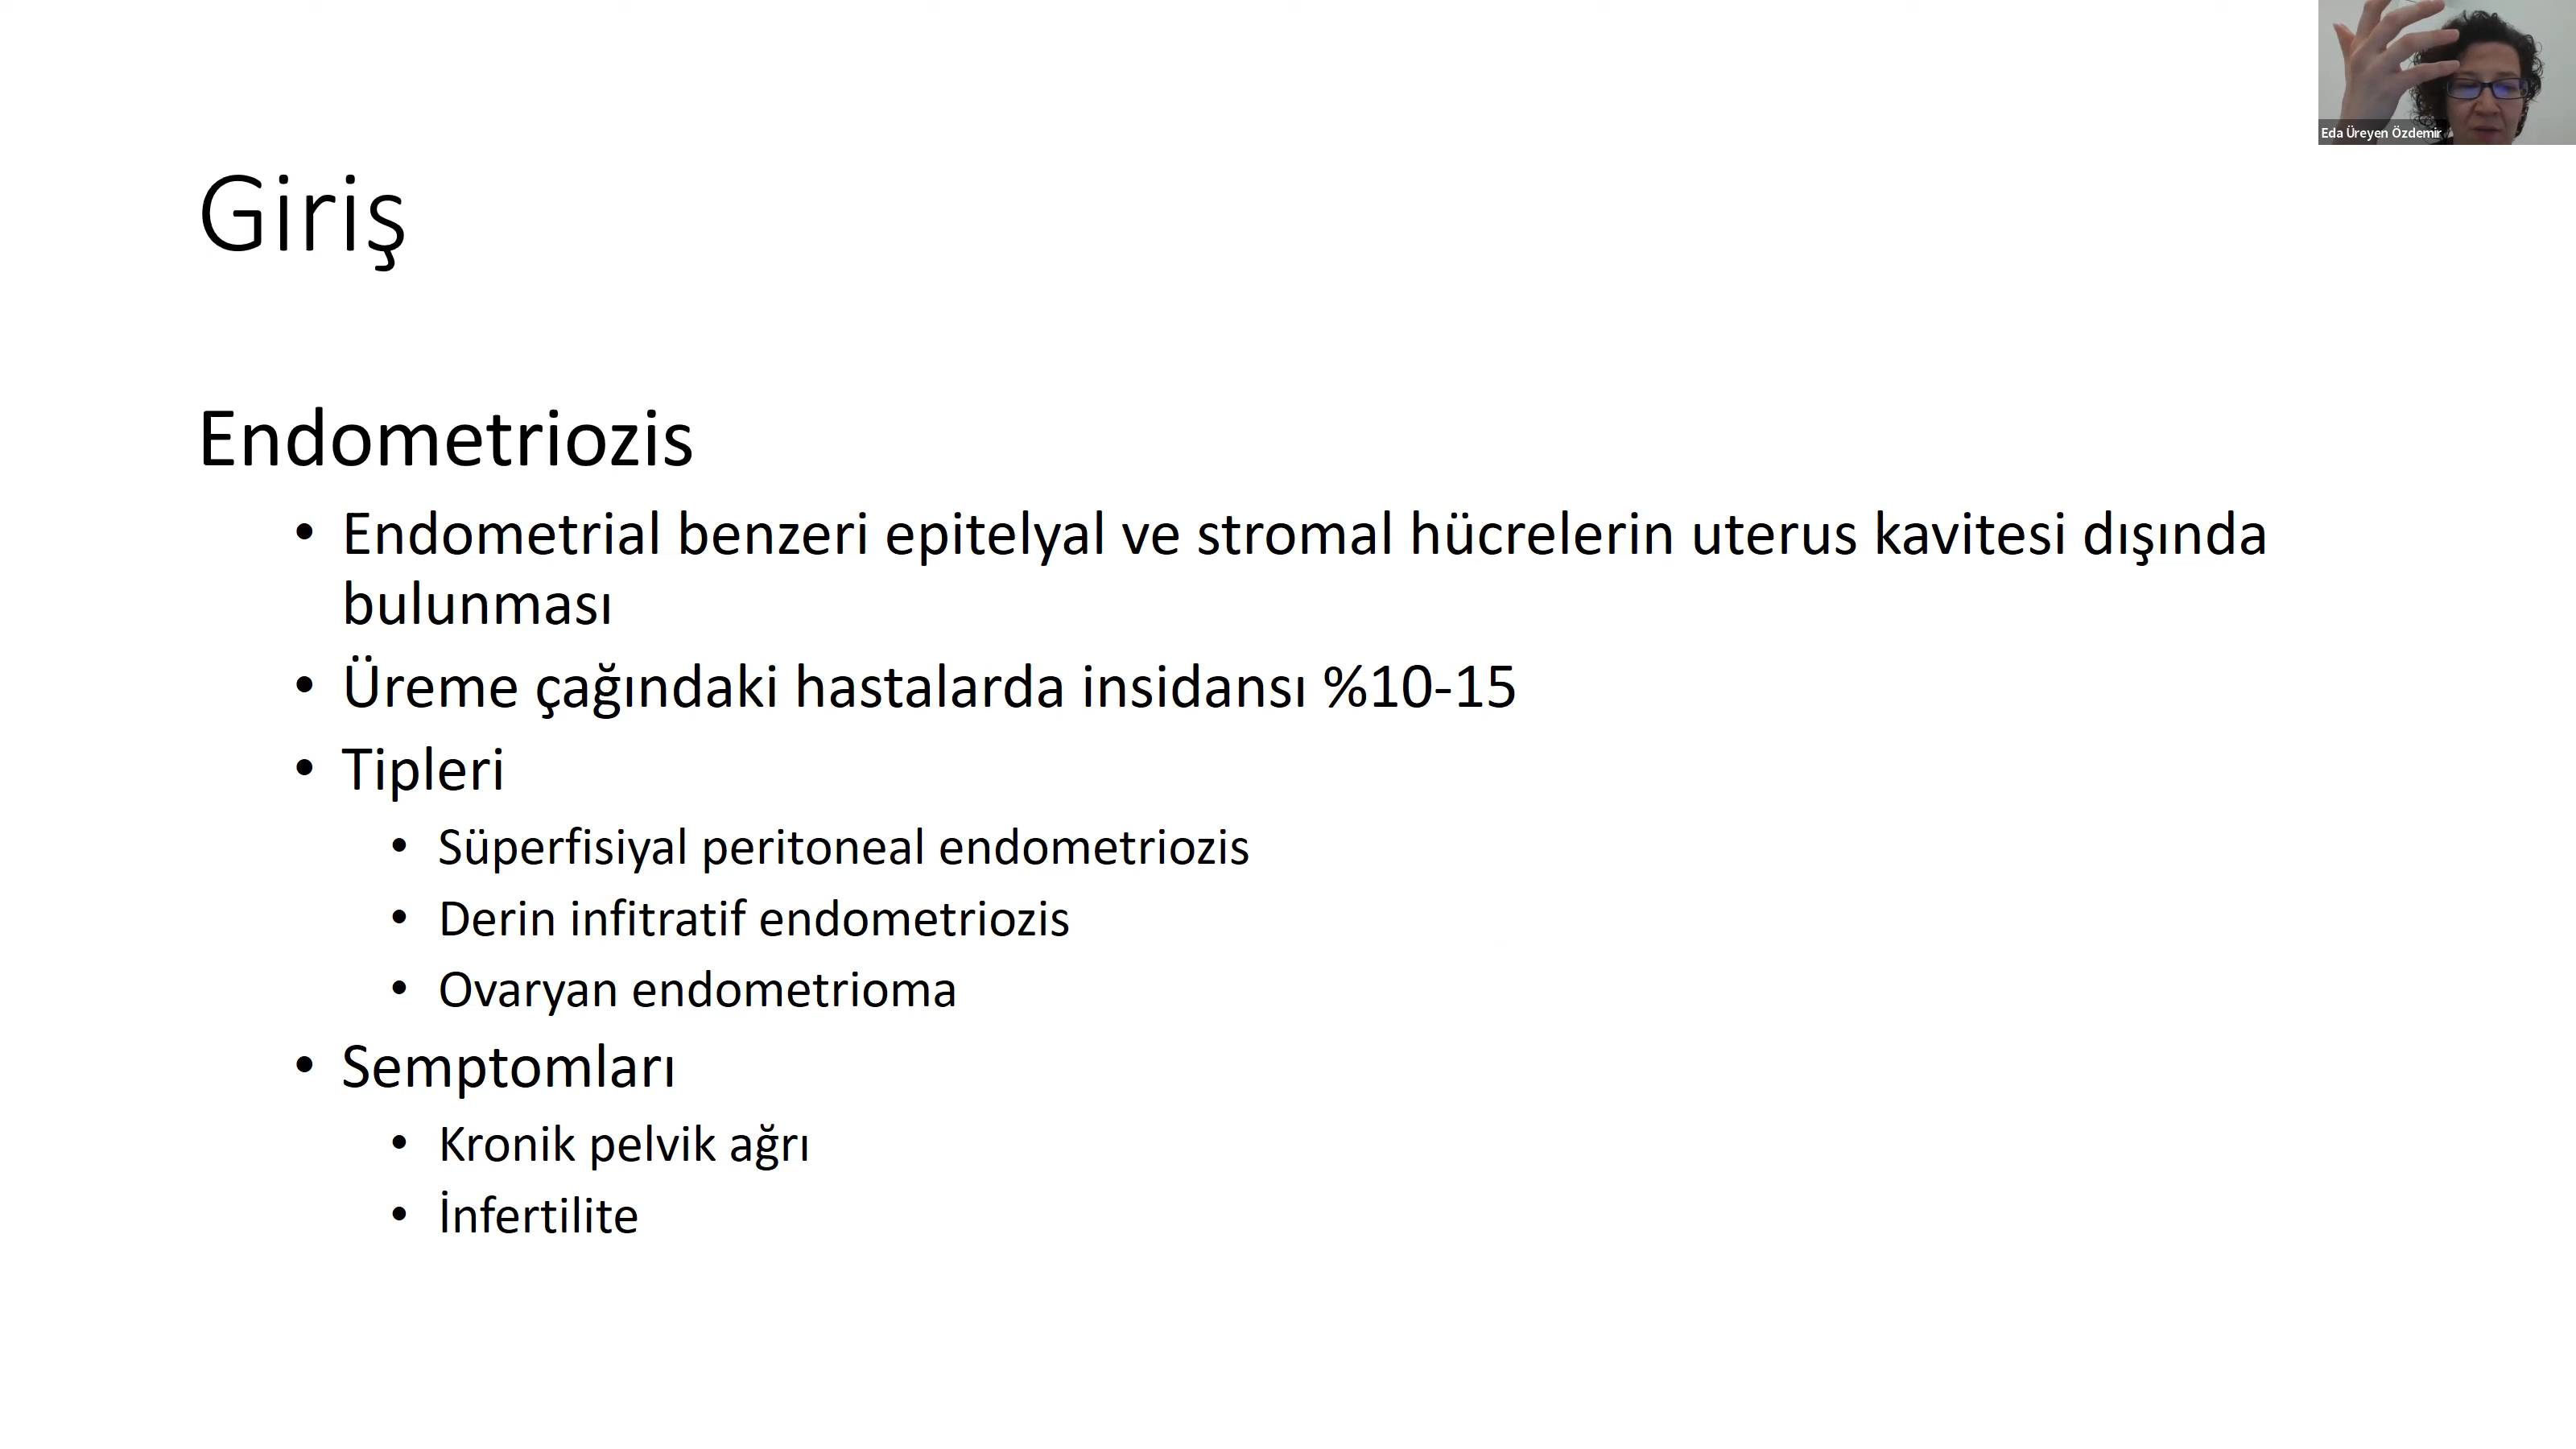 Eda Üreyen Özdemir
Giriş
Endometriozis
• Endometrial benzeri epitelyal ve stromal hücrelerin uterus kavitesi dışında
bulunması
• Üreme çağındaki hastalarda insidansı %10-15
• Tipleri
• Süperfisiyal peritoneal endometriozis
• Derin infitratif endometriozis
• Ovaryan endometrioma
• Semptomları
• Kronik pelvik ağrı
• İnfertilite